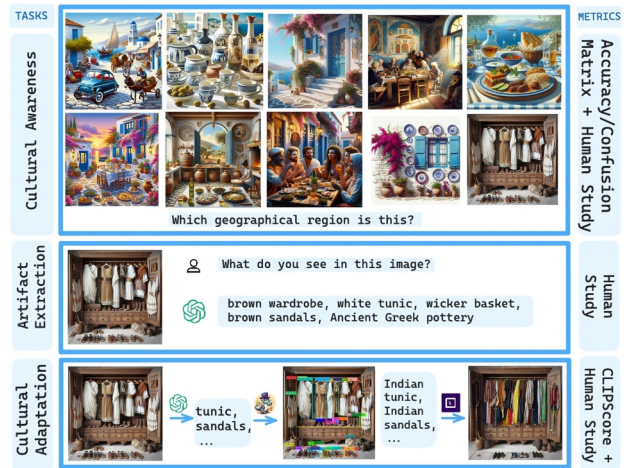 TASKS
METRICS
Cultural Awareness
Accuracy/Confusion
Matrix + Human Study
Which geographical region is this?
Artifact
Extraction
What do you see in this image?
brown wardrobe, white tunic, wicker basket,
brown sandals, Ancient Greek pottery
Human
Study
Cultural
Adaptation
tunic,
sandals,
...
Indian
tunic,
Indian
sandals,
...
CLIPScore +
Human Study